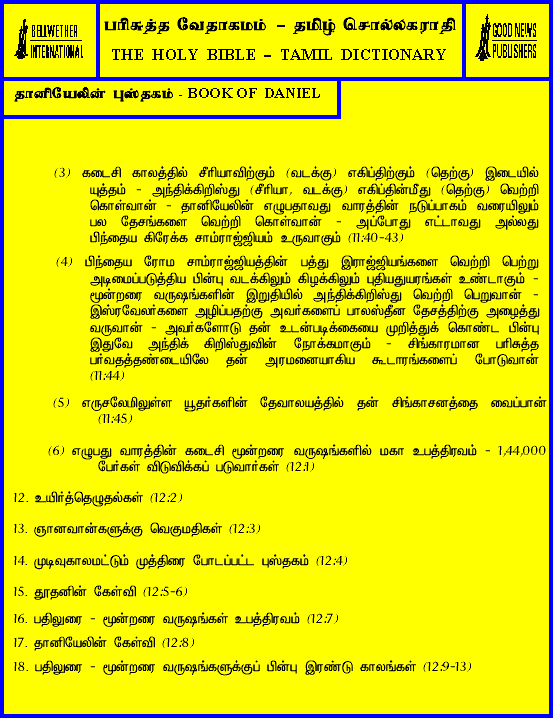 BELLWETHER
INTERNATIONAL
பரிசுத்த வேதாகமம் – தமிழ் சொல்லகராதி
THE HOLY BIBLE – TAMIL DICTIONARY
GOOD NEWS
PUBLISHERS
தானியேலின் புஸ்தகம் - BOOK OF DANIEL
(3) கடைசி காலத்தில் சீரியாவிற்கும் (வடக்கு) எகிப்திற்கும் (தெற்கு) இடையில்
யுத்தம் – அந்திக்கிறிஸ்து (சீரியா, வடக்கு) எகிப்தின்மீது (தெற்கு) வெற்றி
கொள்வான் – தானியேலின் எழுபதாவது வாரத்தின் நடுப்பாகம் வரையிலும்
பல தேசங்களை வெற்றி கொள்வான் – அப்போது எட்டாவது அல்லது
பிந்தைய கிரேக்க சாம்ராஜ்ஜியம் உருவாகும் (11:40-43)
(4) பிந்தைய ரோம சாம்ராஜ்ஜியத்தின் பத்து இராஜ்ஜியங்களை வெற்றி பெற்று
அடிமைப்படுத்திய பின்பு வடக்கிலும் கிழக்கிலும் புதியதுயரங்கள் உண்டாகும் –
மூன்றரை வருஷங்களின் இறுதியில் அந்திக்கிறிஸ்து வெற்றி பெறுவான் –
இஸ்ரவேலர்களை அழிப்பதற்கு அவர்களைப் பாலஸ்தீன தேசத்திற்கு அழைத்து
வருவான் – அவர்களோடு தன் உடன்படிக்கையை முறித்துக் கொண்ட பின்பு
இதுவே அந்திக் கிறிஸ்துவின் நோக்கமாகும் – சிங்காரமான பரிசுத்த
பர்வதத்தண்டையிலே தன் அரமனையாகிய கூடாரங்களைப் போடுவான்
(11:44)
(5) எருசலேமிலுள்ள யூதர்களின் தேவாலயத்தில் தன் சிங்காசனத்தை வைப்பான்
(11:45)
(6) எழுபது வாரத்தின் கடைசி மூன்றரை வருஷங்களில் மகா உபத்திரவம் – 1,44,000
பேர்கள் விடுவிக்கப் படுவார்கள் (12:1)
12. உயிர்த்தெழுதல்கள் (12:2)
13. ஞானவான்களுக்கு வெகுமதிகள் (12:3)
14. முடிவுகாலமட்டும் முத்திரை போடப்பட்ட புஸ்தகம் (12:4)
15. தூதனின் கேள்வி (12:5-6)
16. பதிலுரை – மூன்றரை வருஷங்கள் உபத்திரவம் (12:7)
17. தானியேலின் கேள்வி (12:8)
18. பதிலுரை – மூன்றரை வருஷங்களுக்குப் பின்பு இரண்டு காலங்கள் (12:9-13)